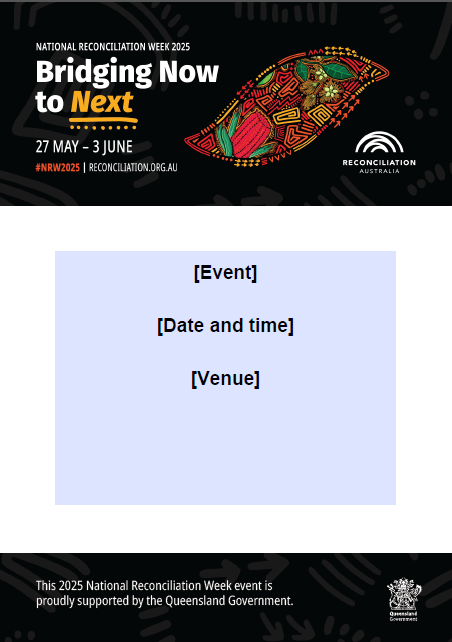 NATIONAL RECONCILIATION WEEK 2025
Bridging Now
to Next
27 MAY – 3 JUNE
#NRW2025 | RECONCILIATION.ORG.AU
RECONCILIATION
AUSTRALIA
[Event]
[Date and time]
[Venue]
This 2025 National Reconciliation Week event is
proudly supported by the Queensland Government.
Queensland
Government